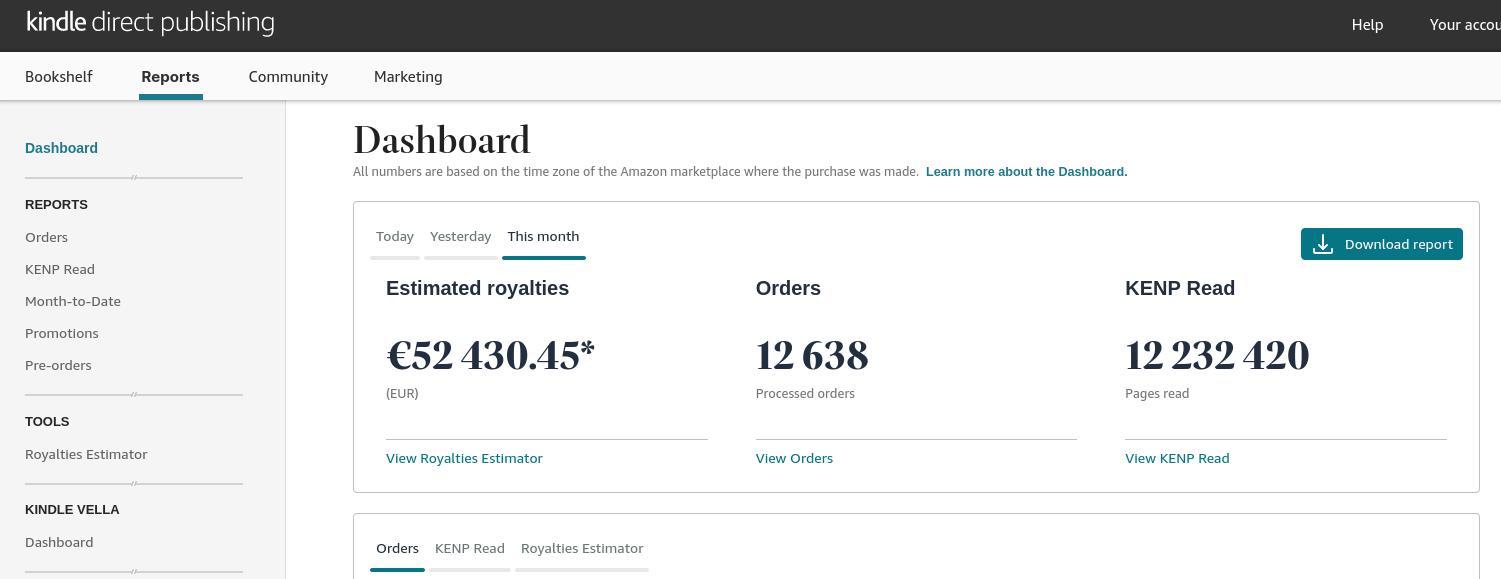 kindle direct publishing
Help
Your accou
Bookshelf
Reports
Community
Marketing
Dashboard
REPORTS
Orders
KENP Read
Month-to-Date
Promotions
Pre-orders
TOOLS
Royalties Estimator
KINDLE VELLA
Dashboard
Dashboard
All numbers are based on the time zone of the Amazon marketplace where the purchase was made. Learn more about the Dashboard.
Today
Yesterday
This month
Download report
Estimated royalties
€52 430.45*
(EUR)
View Royalties Estimator
Orders
12 638
Processed orders
View Orders
KENP Read
12 232 420
Pages read
View KENP Read
Orders
KENP Read
Royalties Estimator